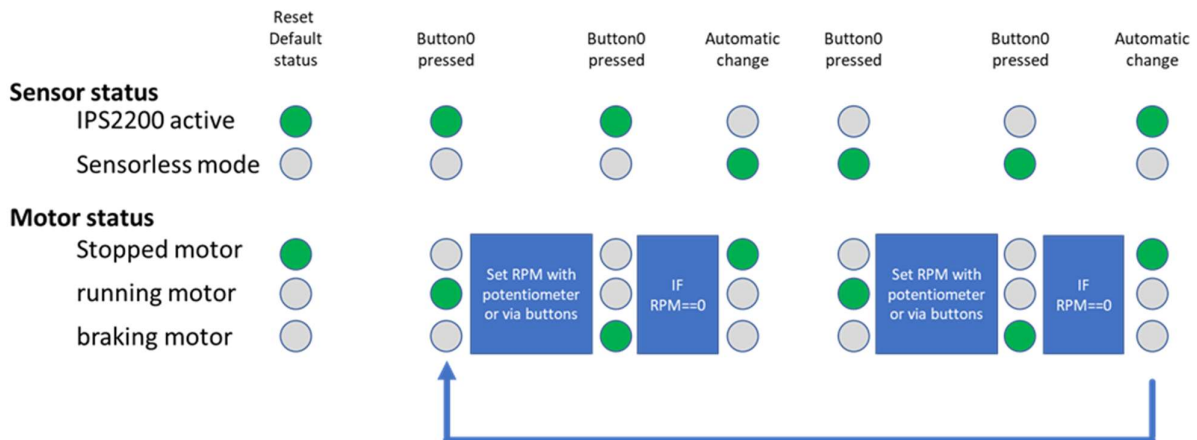 Reset
Default
status
Button0
pressed
Button0
pressed
Automatic
change
Button0
pressed
Button0
pressed
Automatic
change
Sensor status
IPS2200 active
Sensorless mode
Motor status
Stopped motor
running motor
braking motor
Set RPM with
potentiometer
or via buttons
IF
RPM==0
Set RPM with
potentiometer
or via buttons
IF
RPM==0